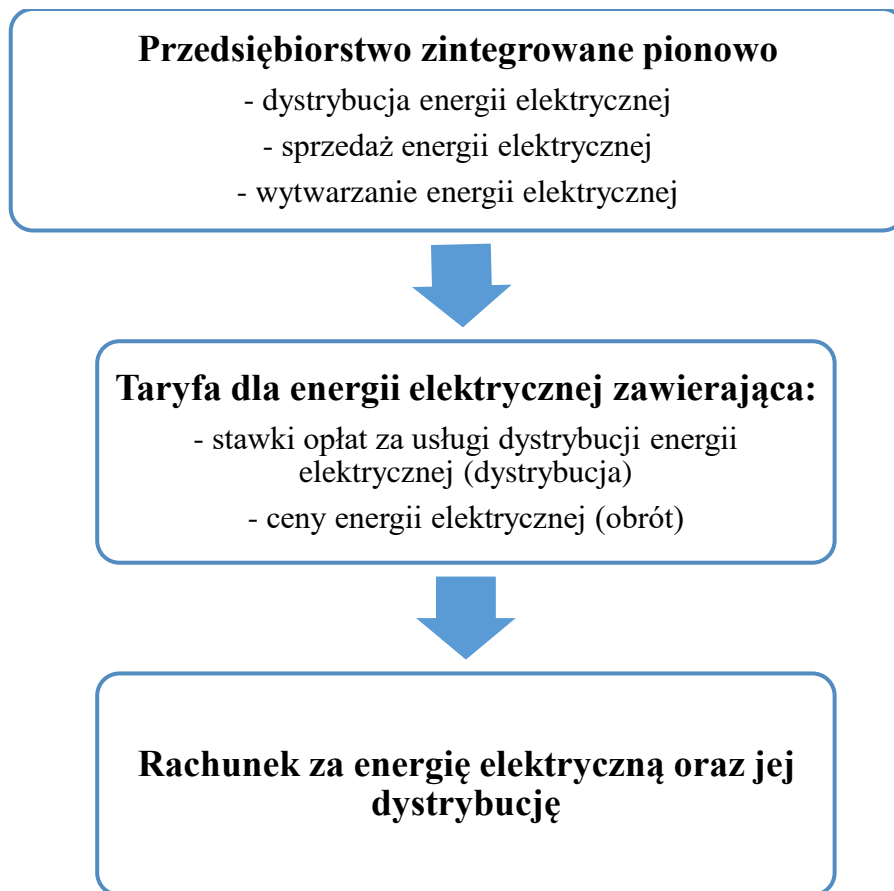 Przedsiębiorstwo zintegrowane pionowo
- dystrybucja energii elektrycznej
- sprzedaż energii elektrycznej
- wytwarzanie energii elektrycznej
Taryfa dla energii elektrycznej zawierająca:
- stawki opłat za usługi dystrybucji energii
elektrycznej (dystrybucja)
- ceny energii elektrycznej (obrót)
Rachunek za energię elektryczną oraz jej
dystrybucję